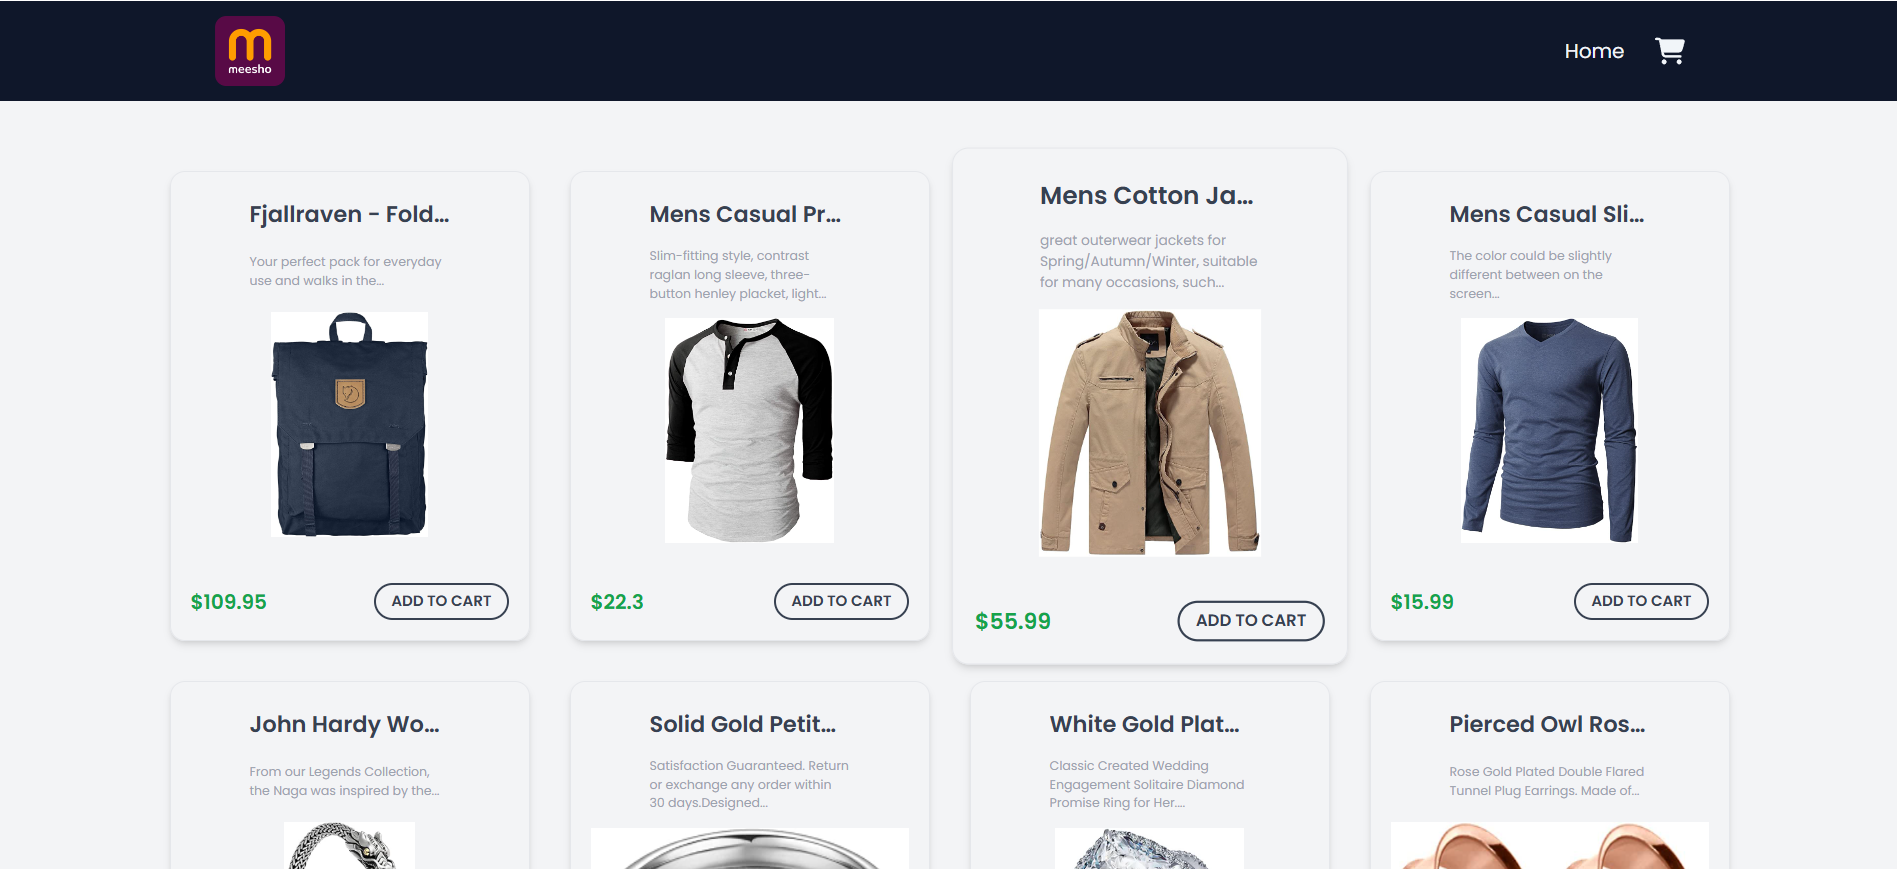 meesho
Home
Fjallraven - Fold...
Your perfect pack for everyday
use and walks in the...
$109.95
ADD TO CART
Mens Casual Pr...
Slim-fitting style, contrast
raglan long sleeve, three-
button henley placket, light...
$22.3
ADD TO CART
Mens Cotton Ja...
great outerwear jackets for
Spring/Autumn/Winter, suitable
for many occasions, such...
$55.99
ADD TO CART
Mens Casual Sli...
The color could be slightly
different between on the
screen...
$15.99
ADD TO CART
John Hardy Wo...
From our Legends Collection,
the Naga was inspired by the...
Solid Gold Petit...
Satisfaction Guaranteed. Return
or exchange any order within
30 days.Designed...
White Gold Plat...
Classic Created Wedding
Engagement Solitaire Diamond
Promise Ring for Her....
Pierced Owl Ros...
Rose Gold Plated Double Flared
Tunnel Plug Earrings. Made of...